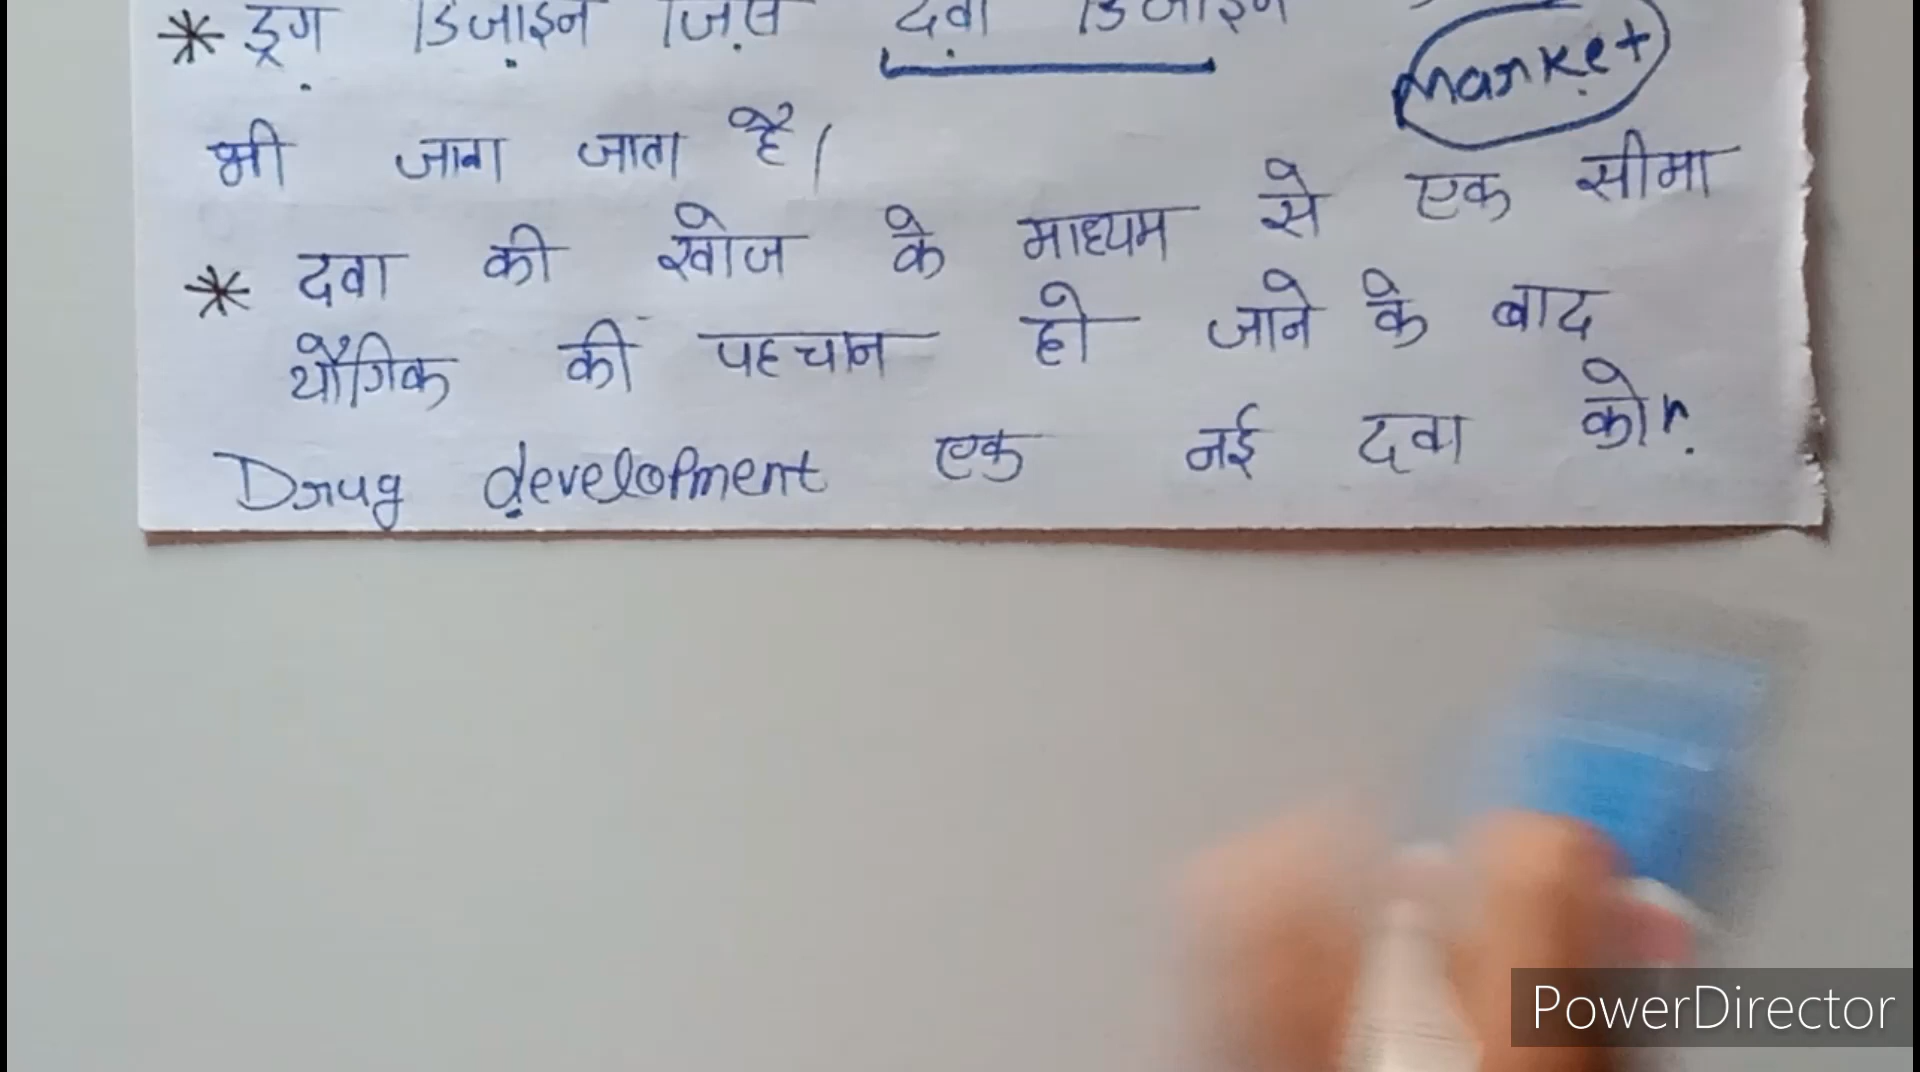 * ड्रग डिजाइन जिसे दवा डिजाइन
market
भी जाना जाता है।
* दवा की खोज के माध्यम से एक सीमा
यौगिक की पहचान हो जाने के बाद
Drug development एक नई दवा को
PowerDirector